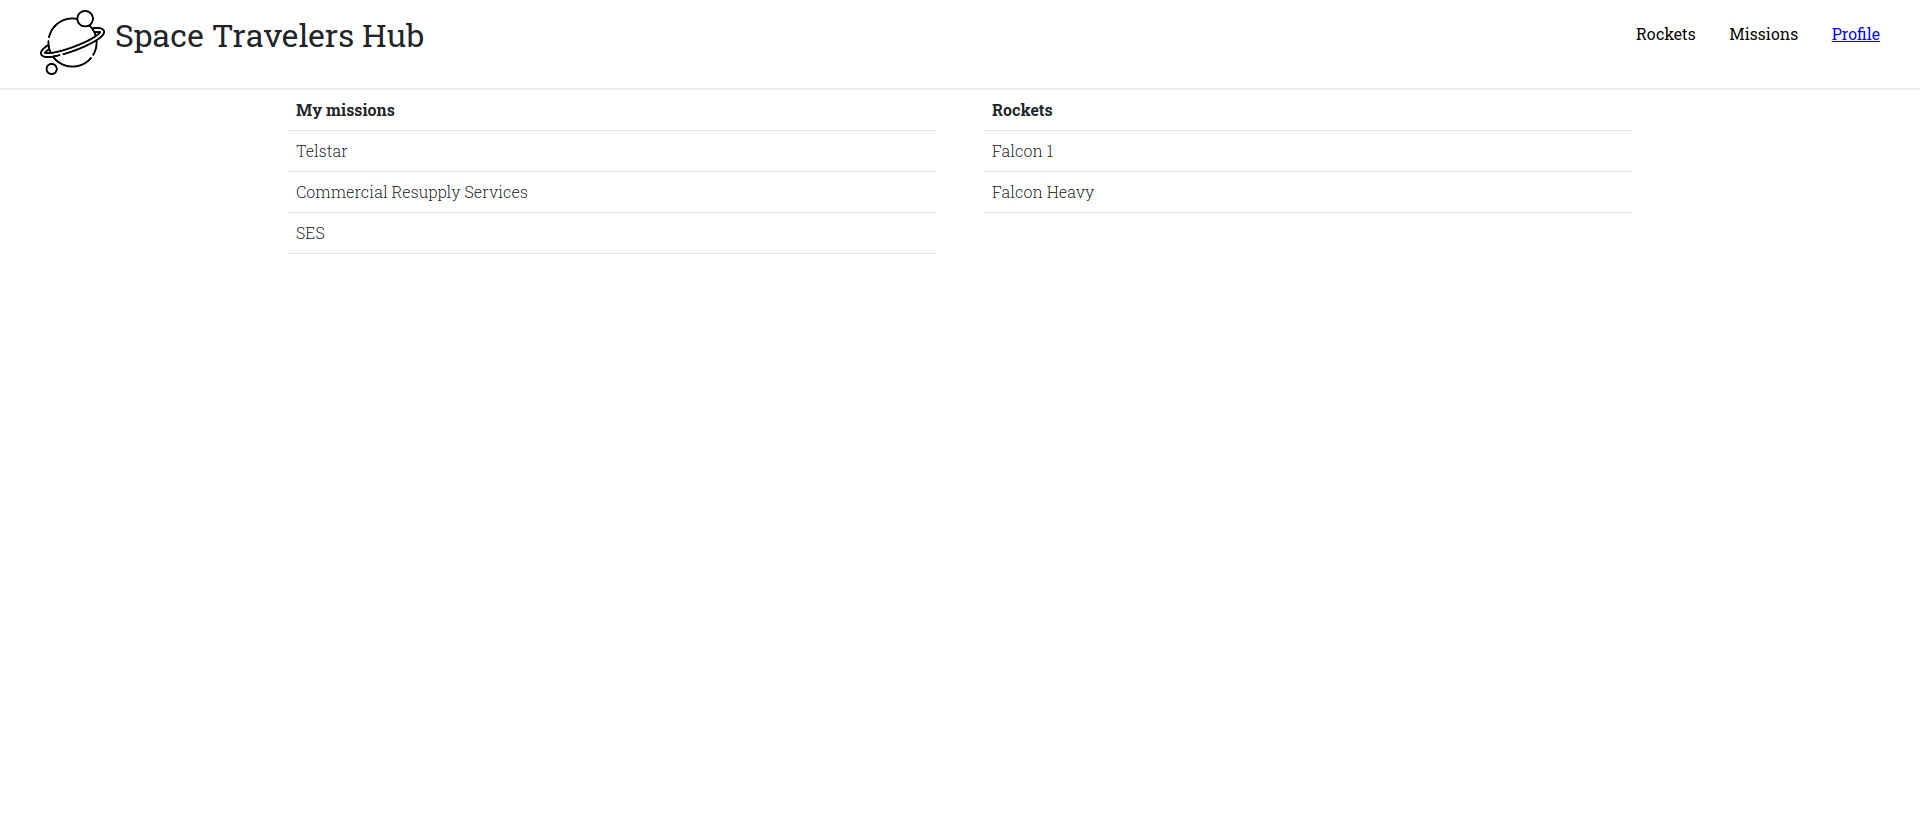 Space Travelers Hub
Rockets
Missions
Profile
My missions
Telstar
Commercial Resupply Services
SES
Rockets
Falcon 1
Falcon Heavy